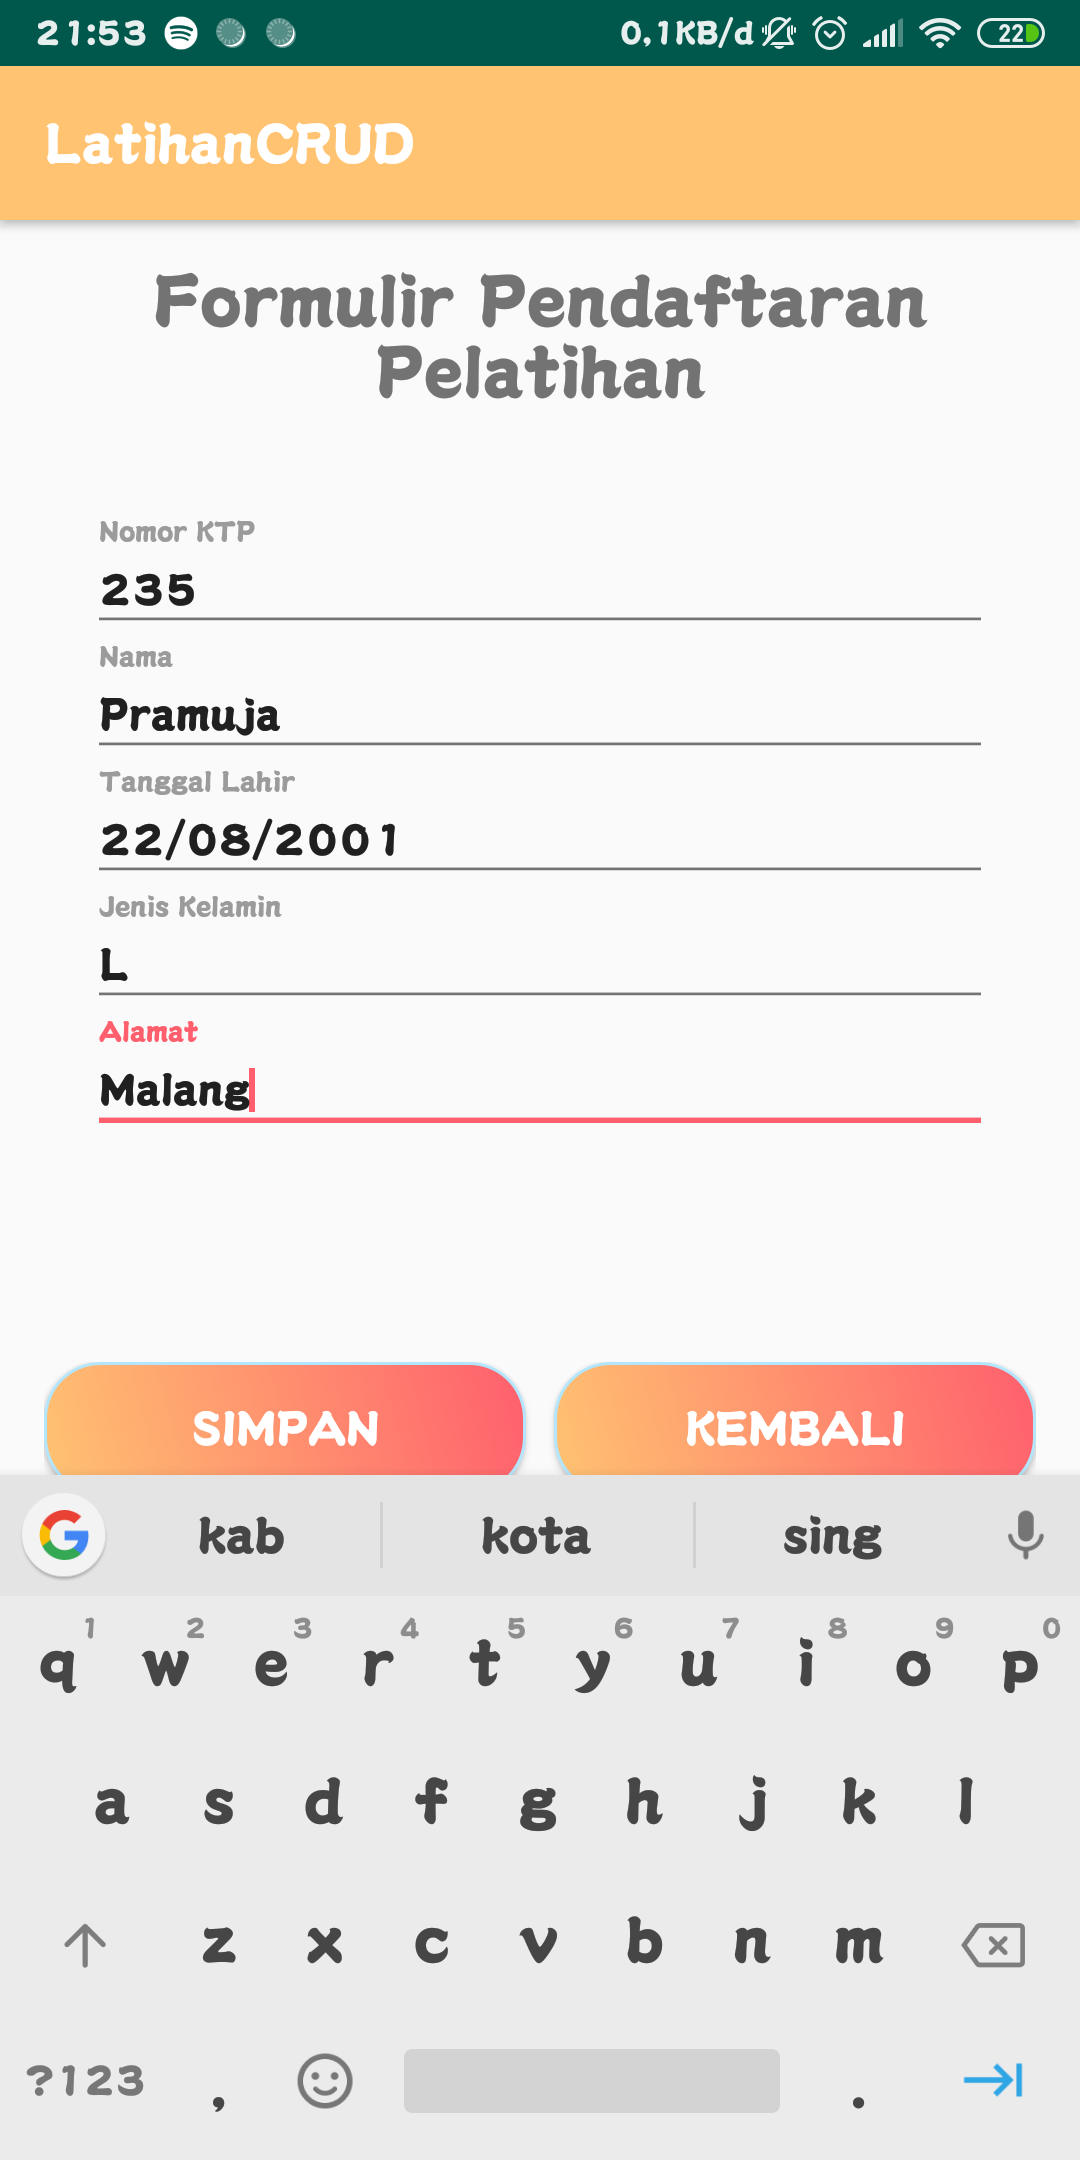 21:53 0,1KB/d 22
LatihanCRUD
Formulir Pendaftaran
Pelatihan
Nomor KTP
235
Nama
Pramuja
Tanggal Lahir
22/08/2001
Jenis Kelamin
L
Alamat
Malang
SIMPAN KEMBALI
kab kota sing
1 2 3 4 5 6 7 8 9 0
q w e r t y u i o p
a s d f g h j k l
z x c v b n m
?123 , .